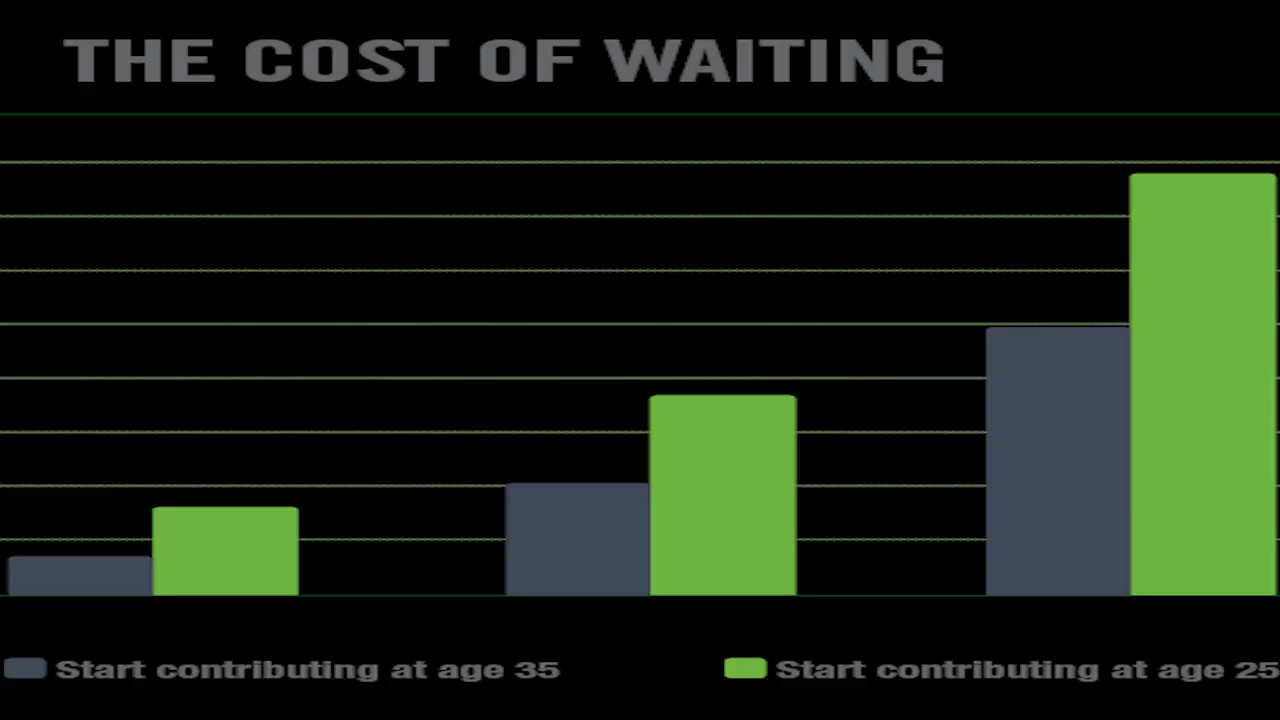 THE COST OF WAITING
Start contributing at age 35
Start contributing at age 25